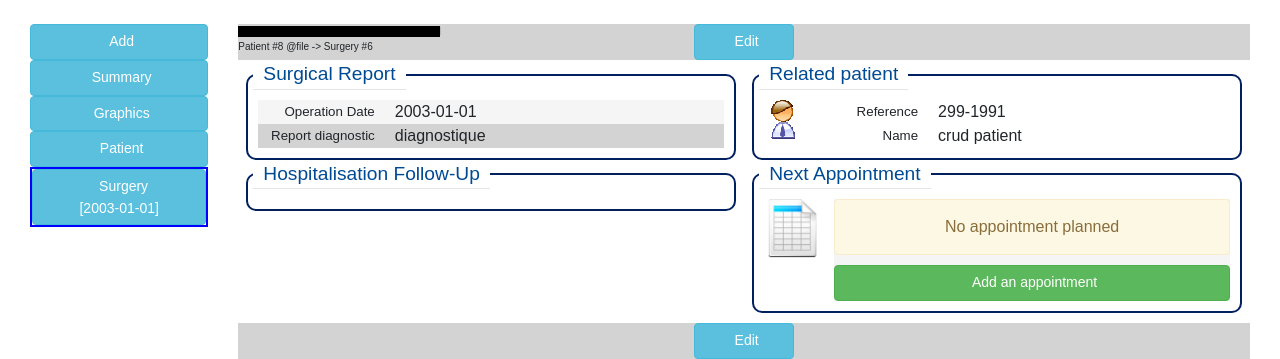 Add
Summary
Graphics
Patient
Surgery
[2003-01-01]
Patient #8 @file -> Surgery #6
Edit
Surgical Report
Operation Date 2003-01-01
Report diagnostic diagnostique
Hospitalisation Follow-Up
Related patient
Reference 299-1991
Name crud patient
Next Appointment
No appointment planned
Add an appointment
Edit